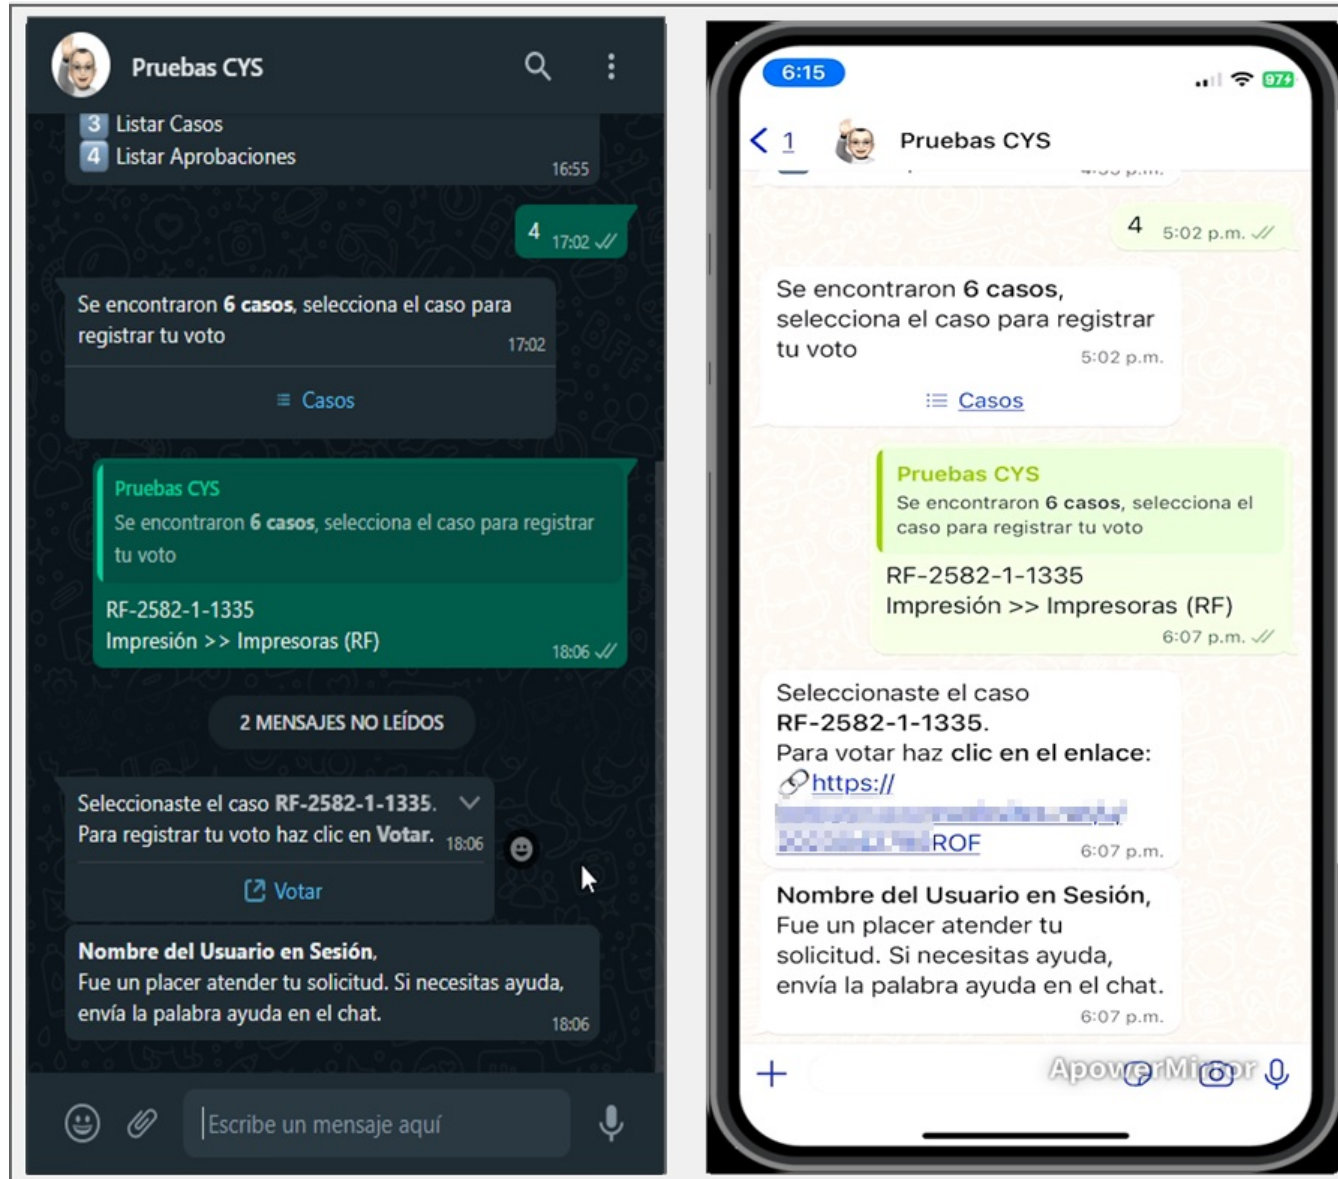 Pruebas CYS
3 Listar Casos
4 Listar Aprobaciones
16:55
4 17:02
Se encontraron 6 casos, selecciona el caso para
registrar tu voto
17:02
Casos
Pruebas CYS
Se encontraron 6 casos, selecciona el caso para registrar
tu voto
RF-2582-1-1335
Impresión >> Impresoras (RF)
18:06
2 MENSAJES NO LEÍDOS
Seleccionaste el caso RF-2582-1-1335.
Para registrar tu voto haz clic en Votar. 18:06
Votar
Nombre del Usuario en Sesión,
Fue un placer atender tu solicitud. Si necesitas ayuda,
envía la palabra ayuda en el chat.
18:06
Escribe un mensaje aquí
6:15
97
1 Pruebas CYS
4 5:02 p.m.
Se encontraron 6 casos,
selecciona el caso para registrar
tu voto
5:02 p.m.
Casos
Pruebas CYS
Se encontraron 6 casos, selecciona el
caso para registrar tu voto
RF-2582-1-1335
Impresión >> Impresoras (RF)
6:07 p.m.
Seleccionaste el caso
RF-2582-1-1335.
Para votar haz clic en el enlace:
https://
ROF
6:07 p.m.
Nombre del Usuario en Sesión,
Fue un placer atender tu
solicitud. Si necesitas ayuda,
envía la palabra ayuda en el chat.
6:07 p.m.
ApowerMirror